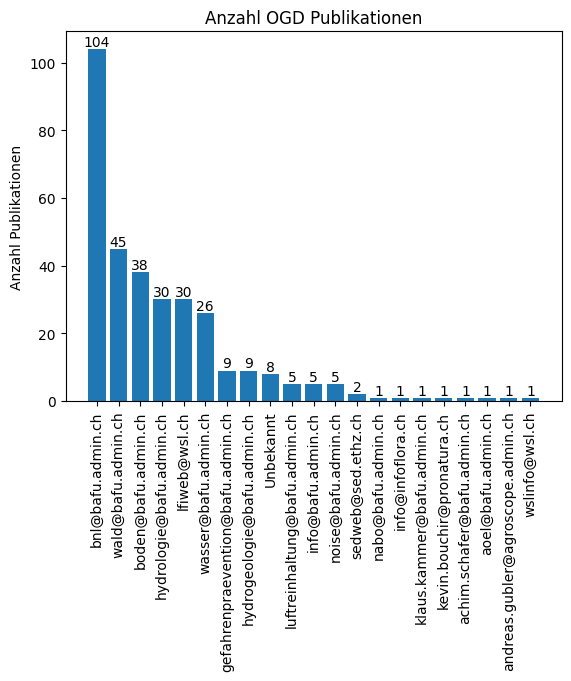 Anzahl OGD Publikationen
Anzahl Publikationen
100
80
60
40
20
0
104
45
38
30
30
26
9
9
8
5
5
5
2
1
1
1
1
1
1
1
1
bnl@bafu.admin.ch
wald@bafu.admin.ch
boden@bafu.admin.ch
hydrologie@bafu.admin.ch
lfiweb@wsl.ch
wasser@bafu.admin.ch
gefahrenpraevention@bafu.admin.ch
hydrogeologie@bafu.admin.ch
Unbekannt
luftreinhaltung@bafu.admin.ch
info@bafu.admin.ch
noise@bafu.admin.ch
sedweb@sed.ethz.ch
nabo@bafu.admin.ch
info@infoflora.ch
klaus.kammer@bafu.admin.ch
kevin.bouchir@pronatura.ch
achim.schafer@bafu.admin.ch
aoel@bafu.admin.ch
andreas.gubler@agroscope.admin.ch
wslinfo@wsl.ch